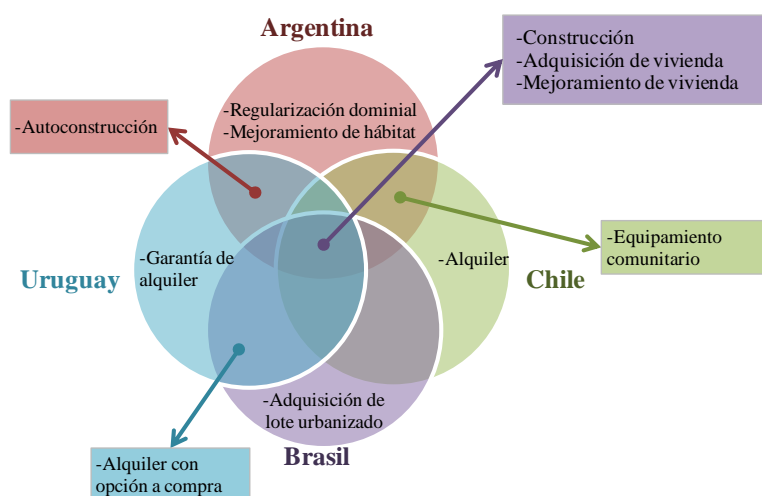 Argentina
-Construcción
-Adquisición de vivienda
-Mejoramiento de vivienda
-Autoconstrucción
-Regularización dominial
-Mejoramiento de hábitat
Uruguay
-Garantía de
alquiler
-Alquiler
Chile
-Equipamiento
comunitario
-Adquisición de
lote urbanizado
Brasil
-Alquiler con
opción a compra